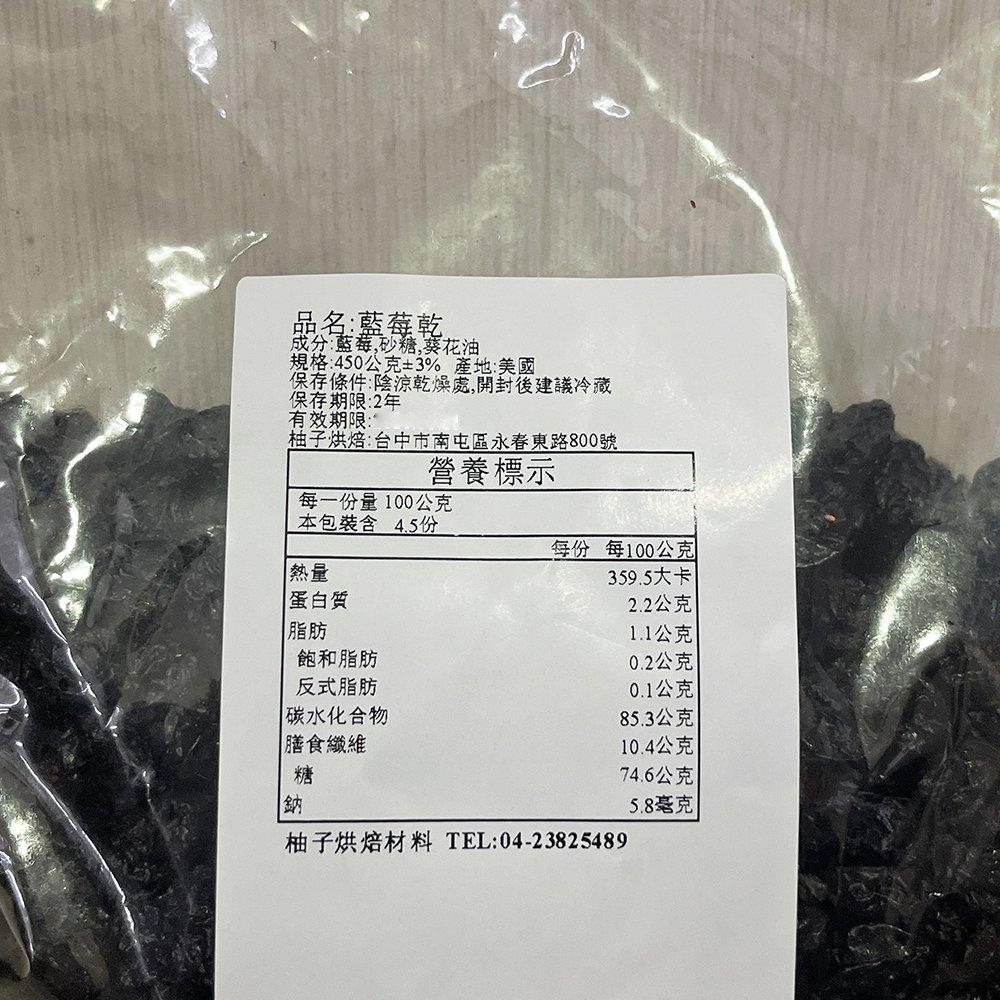 品名:藍莓乾
成分:藍莓,砂糖,葵花油
規格:450公克±3% 產地:美國
保存條件:陰涼乾燥處,開封後建議冷藏
保存期限:2年
有效期限:
柚子烘焙:台中市南屯區永春東路800號
營養標示
每一份量 100公克
本包裝含 4.5份
每份 每100公克
熱量 359.5大卡
蛋白質 2.2公克
脂肪 1.1公克
飽和脂肪 0.2公克
反式脂肪 0.1公克
碳水化合物 85.3公克
膳食纖維 10.4公克
糖 74.6公克
鈉 5.8毫克
柚子烘焙材料 TEL:04-23825489